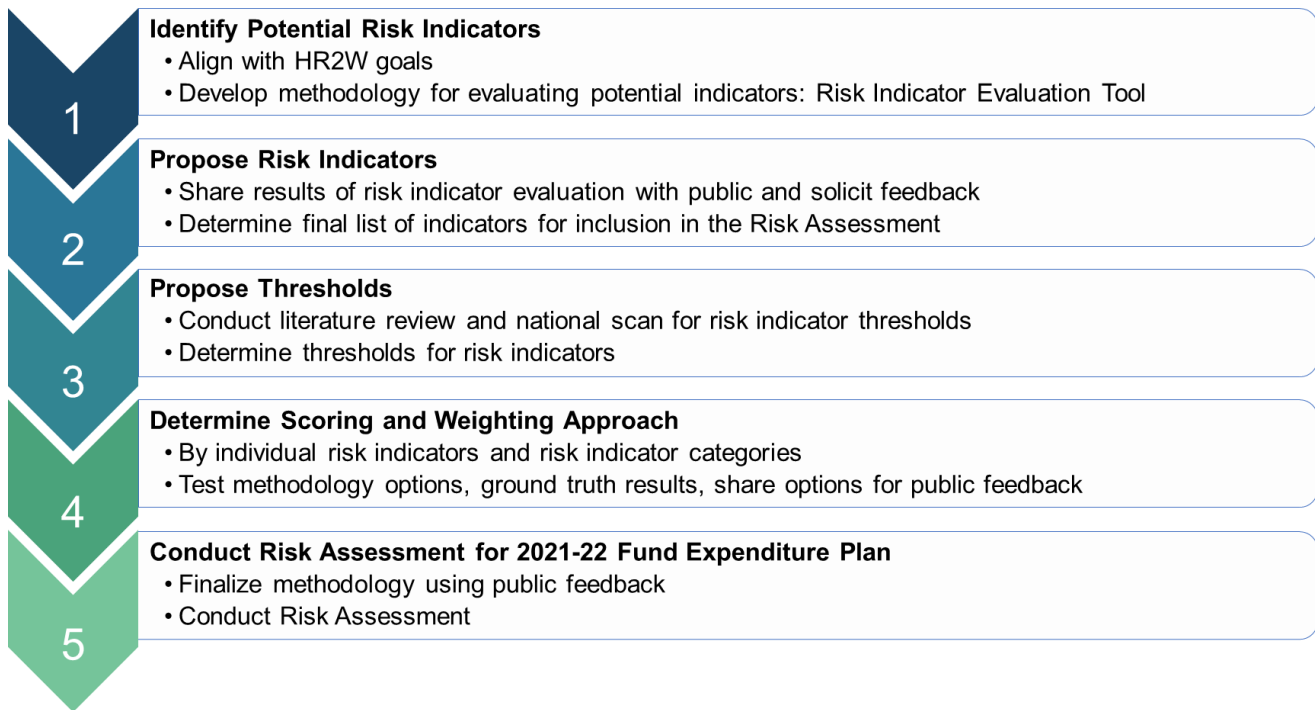 1
Identify Potential Risk Indicators
• Align with HR2W goals
• Develop methodology for evaluating potential indicators: Risk Indicator Evaluation Tool
2
Propose Risk Indicators
• Share results of risk indicator evaluation with public and solicit feedback
• Determine final list of indicators for inclusion in the Risk Assessment
3
Propose Thresholds
• Conduct literature review and national scan for risk indicator thresholds
• Determine thresholds for risk indicators
4
Determine Scoring and Weighting Approach
• By individual risk indicators and risk indicator categories
• Test methodology options, ground truth results, share options for public feedback
5
Conduct Risk Assessment for 2021-22 Fund Expenditure Plan
• Finalize methodology using public feedback
• Conduct Risk Assessment